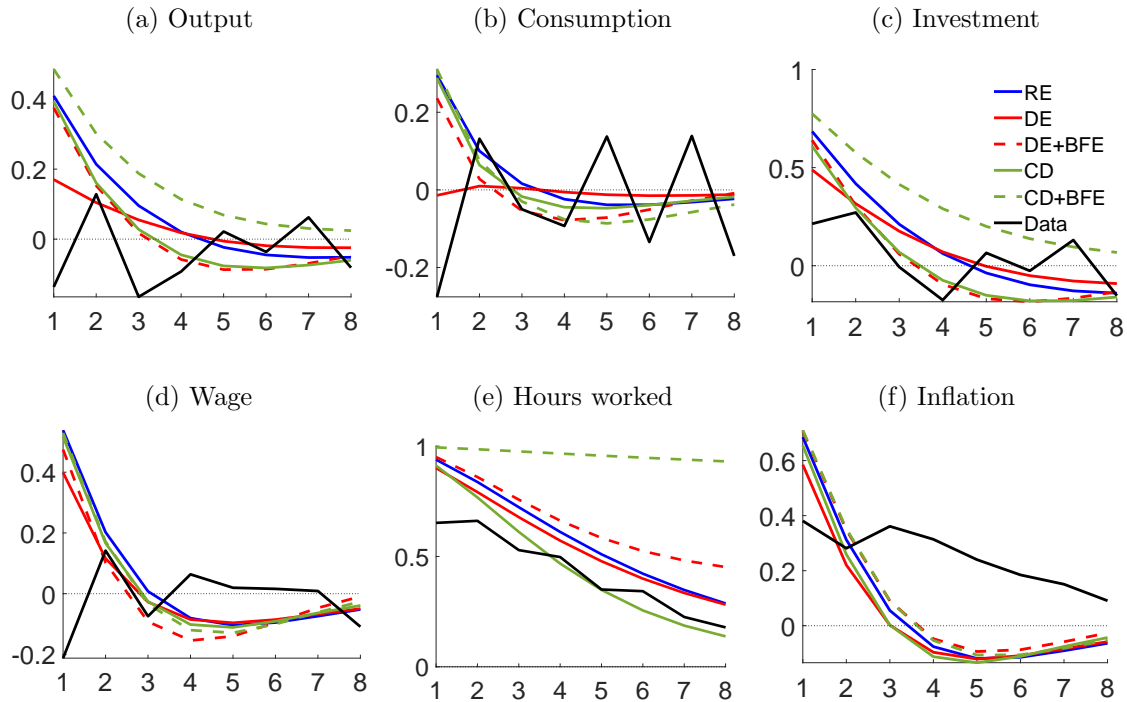 (a) Output
0.4
0.2
0
1 2 3 4 5 6 7 8
(b) Consumption
0.2
0
-0.2
1 2 3 4 5 6 7 8
(c) Investment
1
0.5
0
1 2 3 4 5 6 7 8
RE
DE
DE+BFE
CD
CD+BFE
Data
(d) Wage
0.4
0.2
0
-0.2
1 2 3 4 5 6 7 8
(e) Hours worked
1
0.5
0
1 2 3 4 5 6 7 8
(f) Inflation
0.6
0.4
0.2
0
1 2 3 4 5 6 7 8